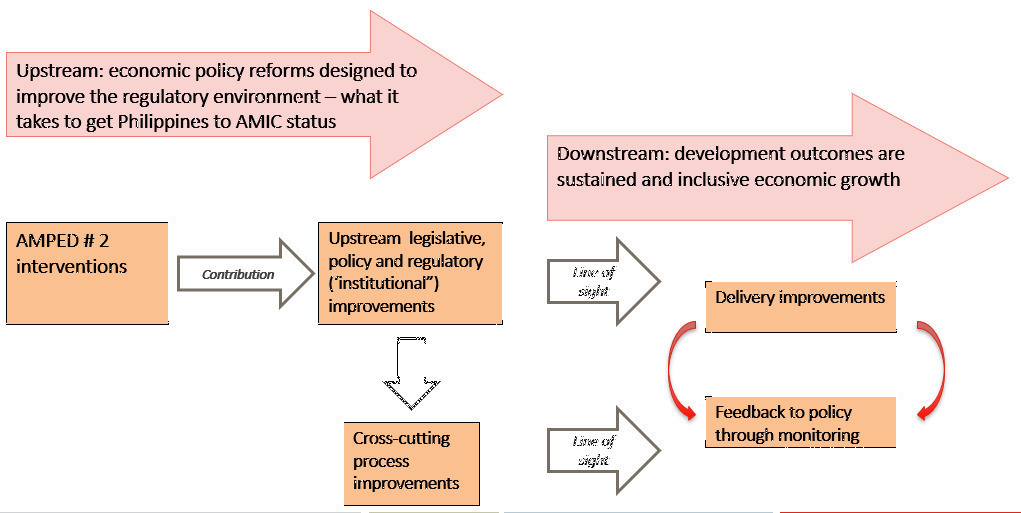 Upstream: economic policy reforms designed to
improve the regulatory environment – what it
takes to get Philippines to AMIC status
Downstream: development outcomes are
sustained and inclusive economic growth
AMPED # 2
interventions
Contribution
Upstream legislative,
policy and regulatory
(“institutional”)
improvements
Line of
sight
Delivery improvements
Cross-cutting
process
improvements
Line of
sight
Feedback to policy
through monitoring